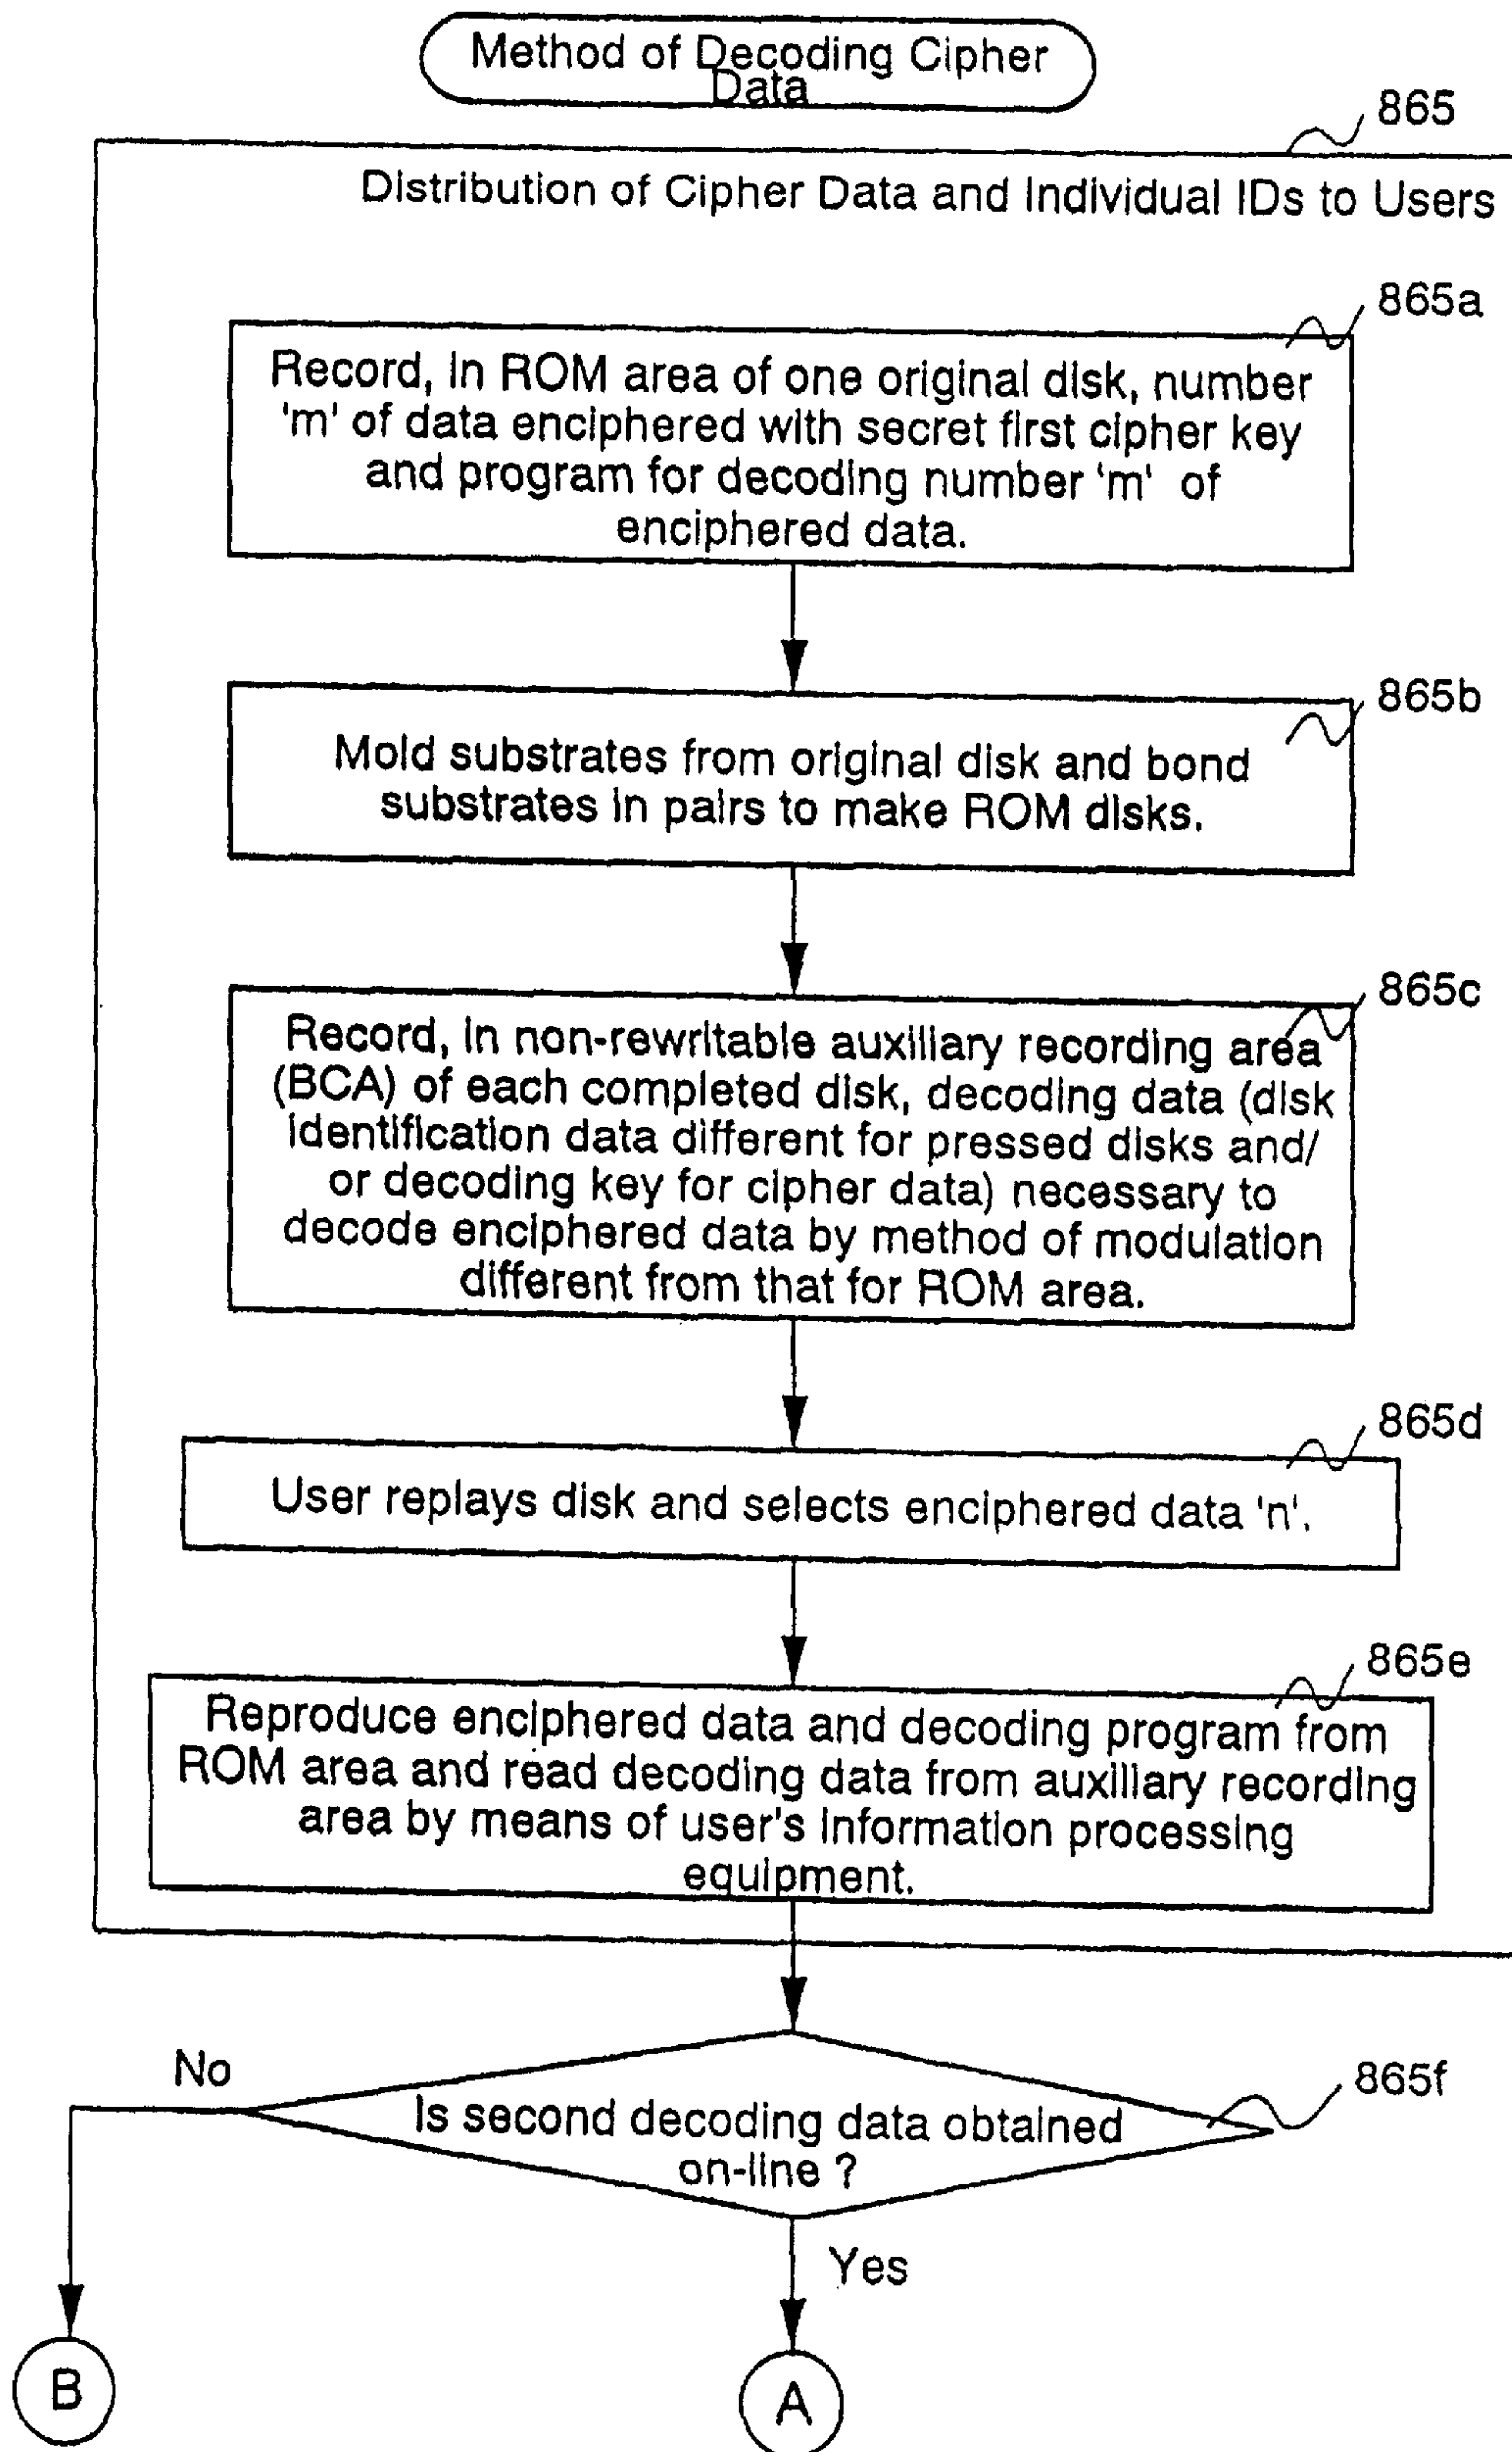 Method of Decoding Cipher
Data
865
Distribution of Cipher Data and Individual IDs to Users
865a
Record, in ROM area of one original disk, number
'm' of data enciphered with secret first cipher key
and program for decoding number 'm' of
enciphered data.
865b
Mold substrates from original disk and bond
substrates in pairs to make ROM disks.
865c
Record, in non-rewritable auxiliary recording area
(BCA) of each completed disk, decoding data (disk
identification data different for pressed disks and/
or decoding key for cipher data) necessary to
decode enciphered data by method of modulation
different from that for ROM area.
865d
User replays disk and selects enciphered data 'n'.
865e
Reproduce enciphered data and decoding program from
ROM area and read decoding data from auxiliary recording
area by means of user's information processing
equipment.
No
865f
Is second decoding data obtained
on-line ?
Yes
B
A